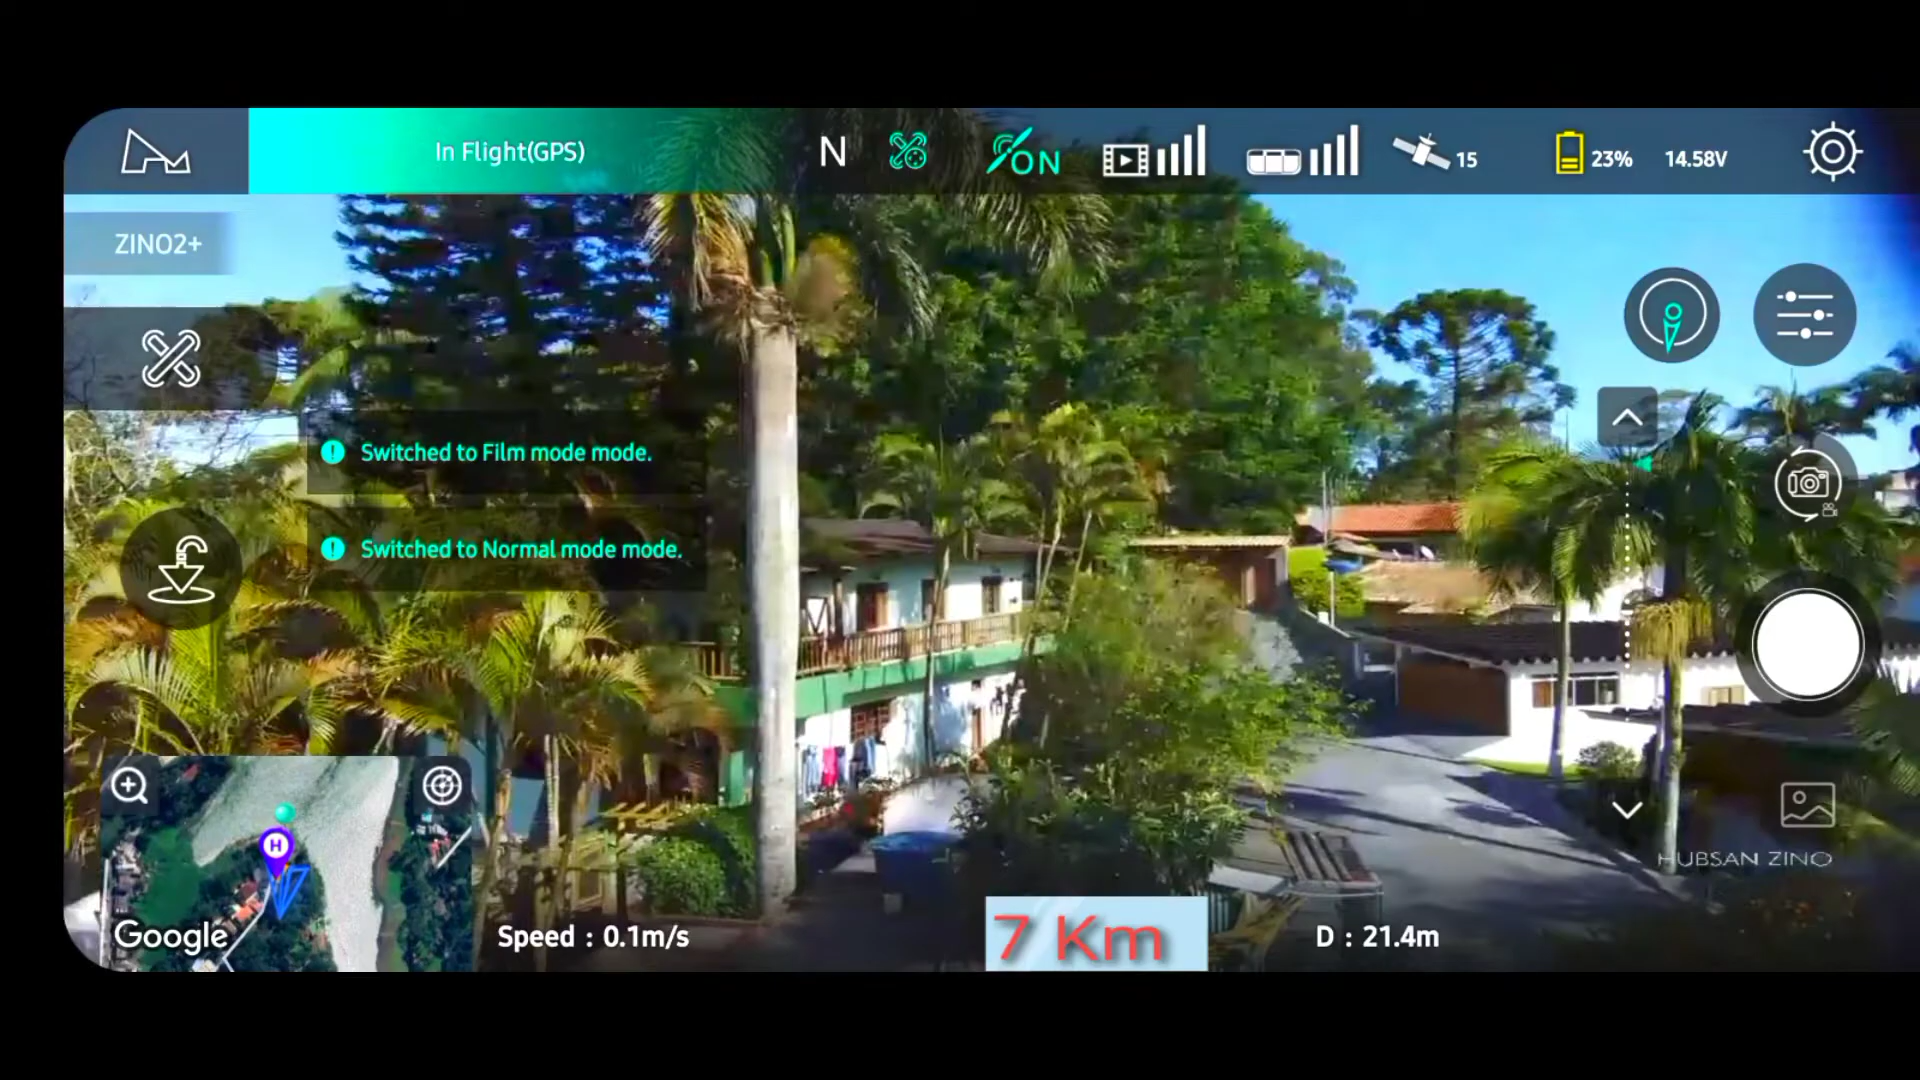 In Flight(GPS)
N
ON
15
23%
14.58V
ZINO2+
Switched to Film mode mode.
Switched to Normal mode mode.
HUBSAN ZINO
H
Google
Speed : 0.1m/s
7 Km
D : 21.4m